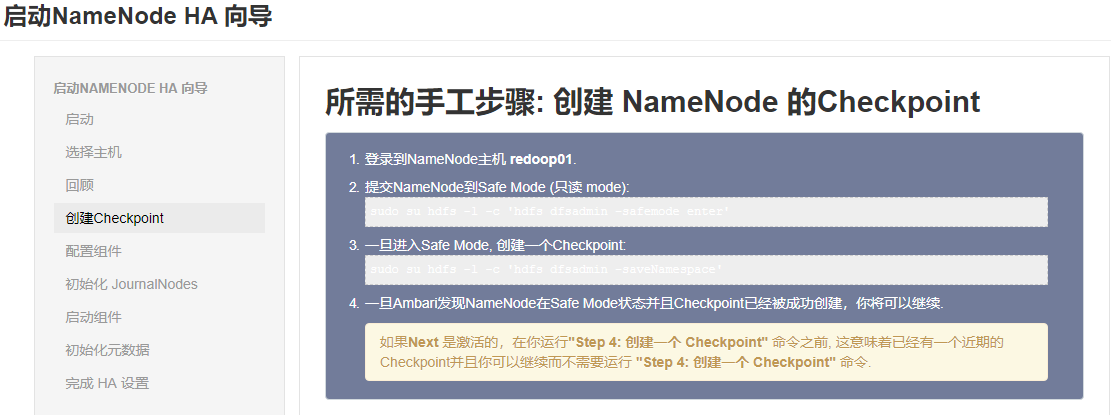 启动NameNode HA 向导
启动NAMENODE HA 向导
启动
选择主机
回顾
创建Checkpoint
配置组件
初始化 JournalNodes
启动组件
初始化元数据
完成 HA 设置
所需的手工步骤: 创建 NameNode 的Checkpoint
1. 登录到NameNode主机 redoop01.
2. 提交NameNode到Safe Mode (只读 mode):
sudo su hdfs -l -c 'hdfs dfsadmin -safemode enter'
3. 一旦进入Safe Mode, 创建一个Checkpoint:
sudo su hdfs -l -c 'hdfs dfsadmin -saveNamespace'
4. 一旦Ambari发现NameNode在Safe Mode状态并且Checkpoint已经被成功创建，你将可以继续.
如果Next 是激活的，在你运行"Step 4: 创建一个 Checkpoint" 命令之前, 这意味着已经有一个近期的
Checkpoint并且你可以继续而不需要运行 "Step 4: 创建一个 Checkpoint" 命令.